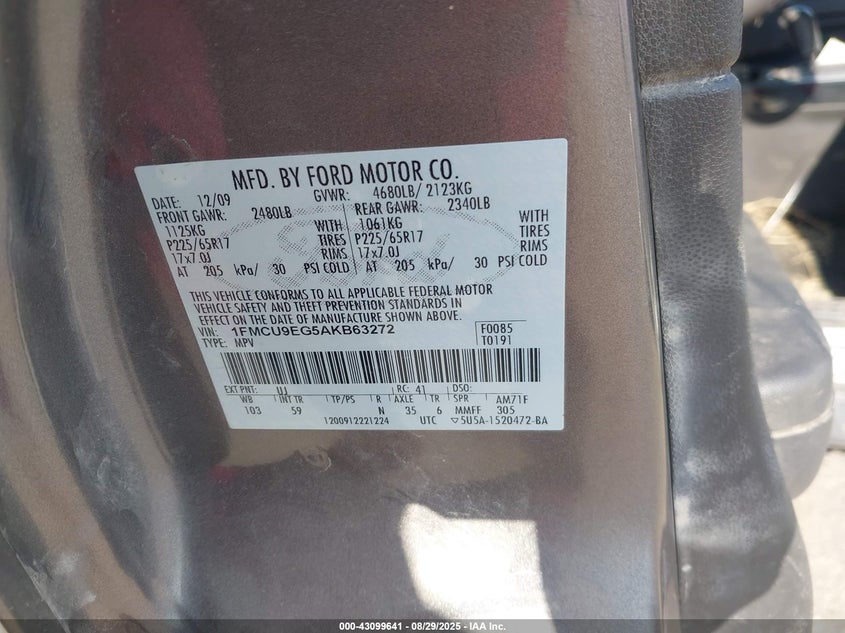 MFD. BY FORD MOTOR CO.
DATE: 12/09 GVWR: 4680LB/ 2123KG
FRONT GAWR: 2480LB REAR GAWR: 2340LB
1125KG WITH 1061KG WITH
P225/65R17 TIRES P225/65R17 TIRES
17x7.0J RIMS 17x7.0J RIMS
AT 205 kPa/ 30 PSI COLD AT 205 kPa/ 30 PSI COLD
THIS VEHICLE CONFORMS TO ALL APPLICABLE FEDERAL MOTOR
VEHICLE SAFETY AND THEFT PREVENTION STANDARDS IN
EFFECT ON THE DATE OF MANUFACTURE SHOWN ABOVE.
VIN: 1FMCU9EG5AKB63272 F0085
TYPE: MPV T0191
EXT PNT: UJ RC: 41 DSO:
WB INT TR TP/PS R AXLE TR SPR AM71F
103 59 N 35 6 MMFF 305
1200912221224 UTC ▽5U5A-1520472-BA
Ford
000-43099641 - 08/29/2025 - IAA Inc.